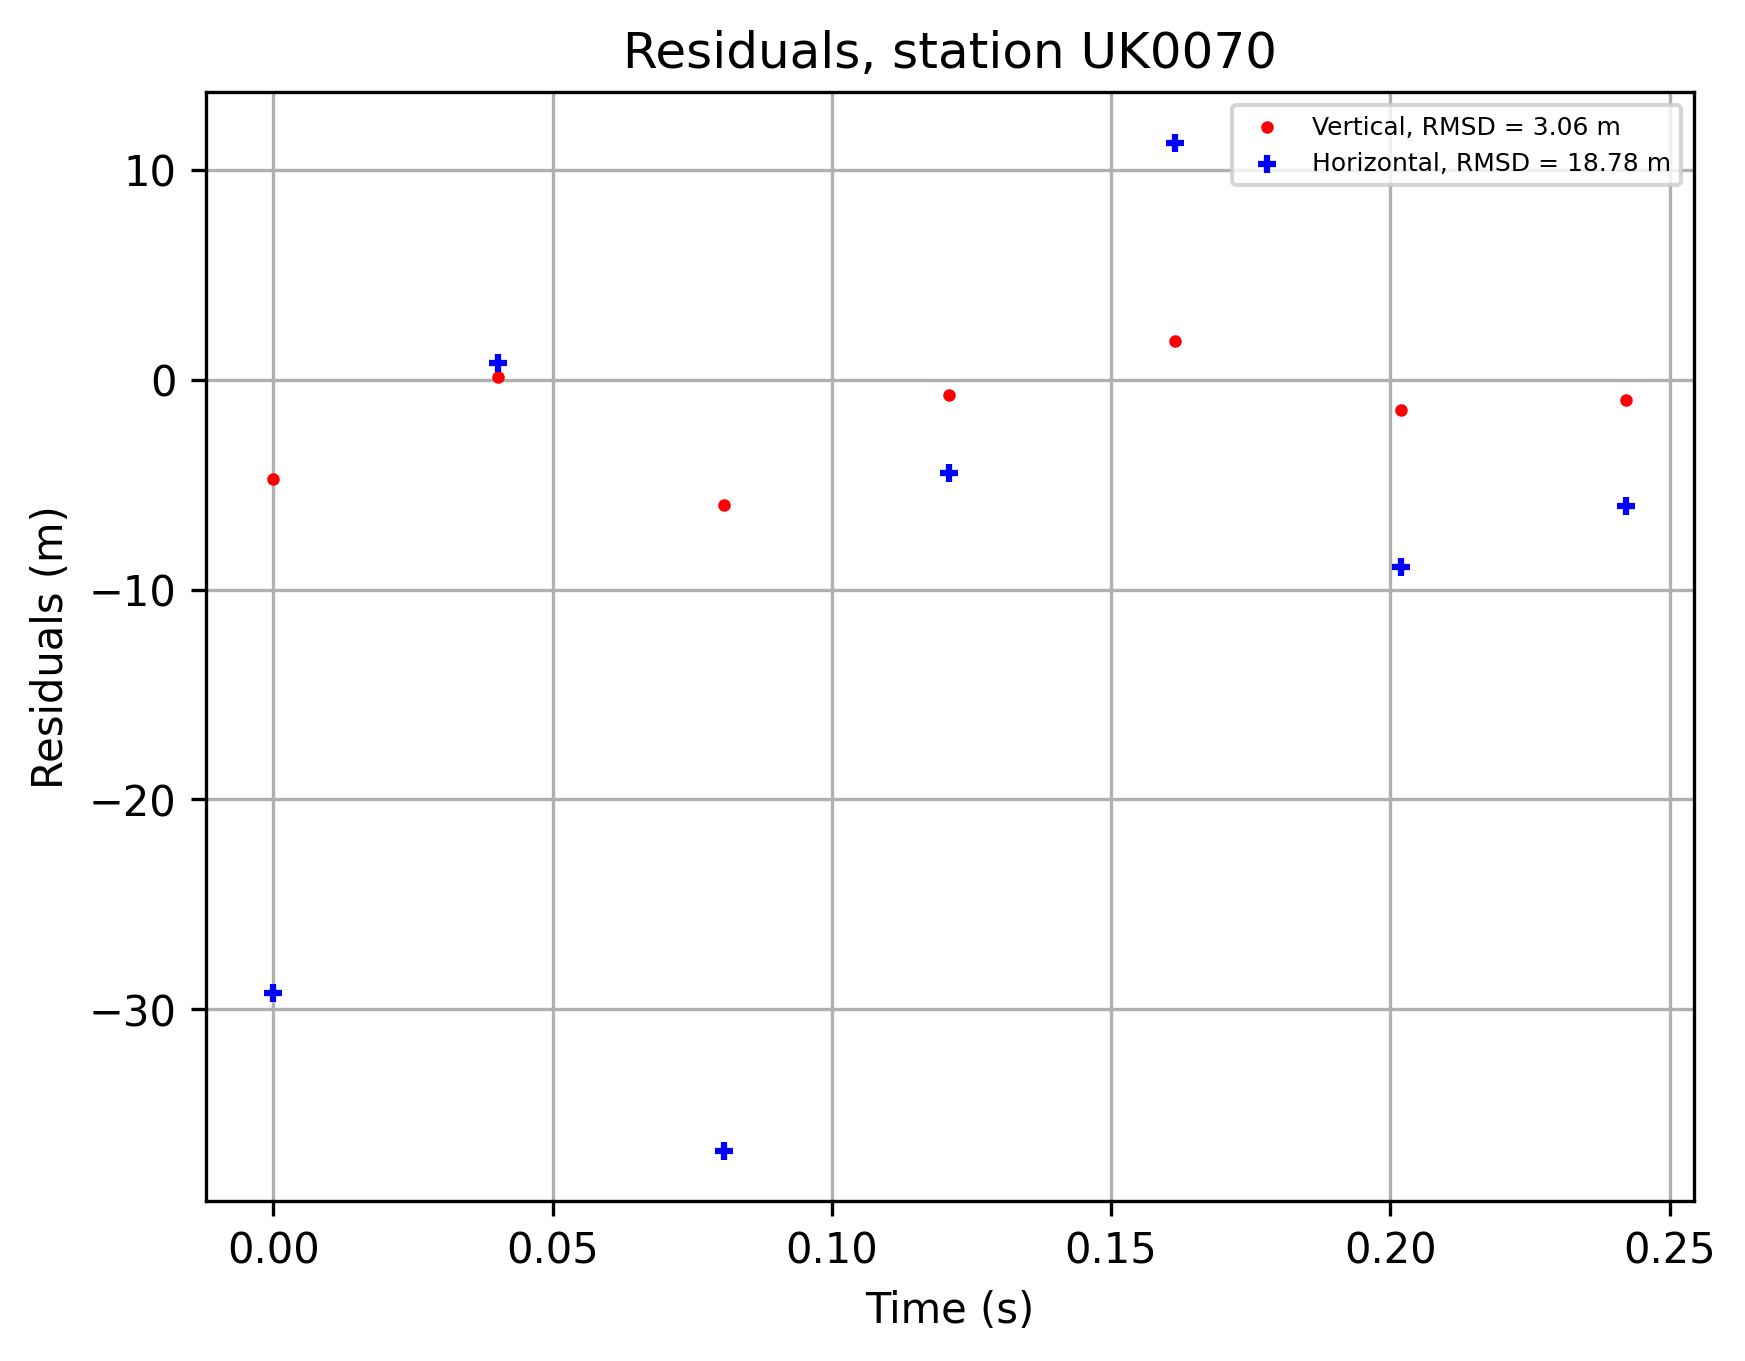 Residuals, station UK0070
Vertical, RMSD = 3.06 m
Horizontal, RMSD = 18.78 m
10
0
−10
−20
−30
Residuals (m)
0.00 0.05 0.10 0.15 0.20 0.25
Time (s)